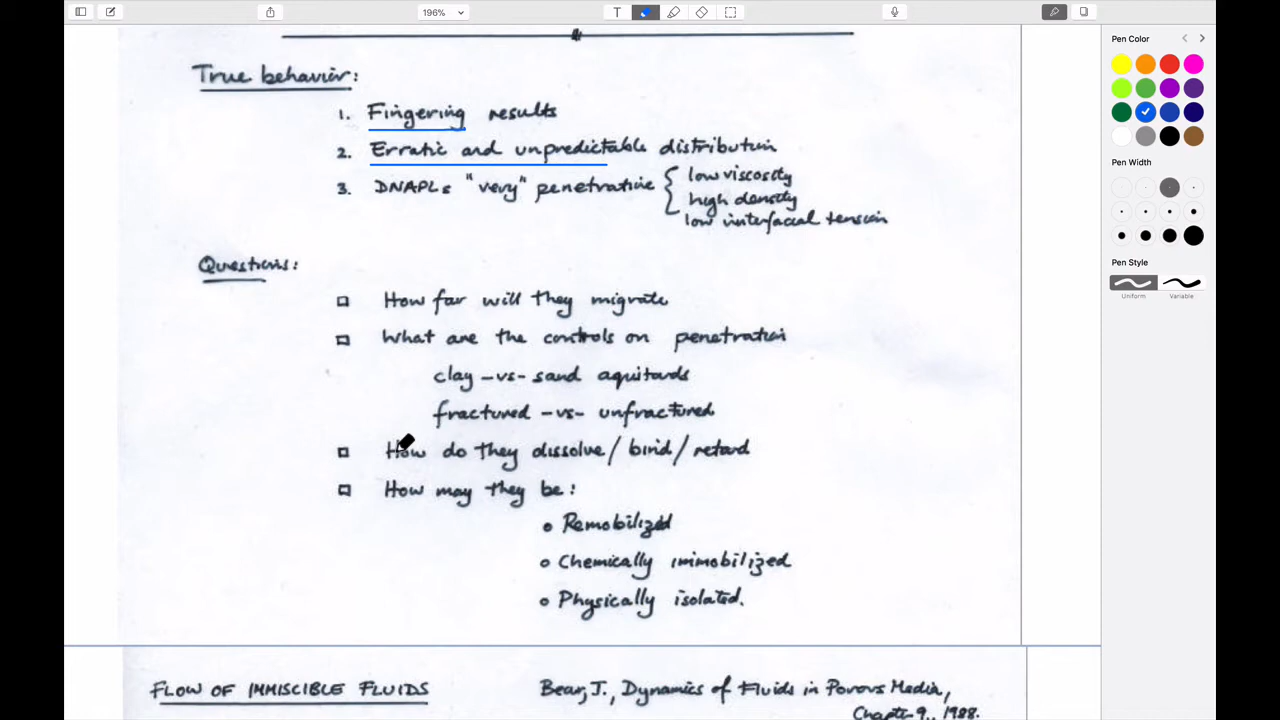 196%
T
Pen Color
True behavior:
1. Fingering results
2. Erratic and unpredictable distribution
3. DNAPLs "very" penetrative { low viscosity
high density
low interfacial tension
Pen Width
Questions:
Pen Style
Uniform Variable
□ How far will they migrate
□ What are the controls on penetration
clay -vs- sand aquitards
fractured -vs- unfractured
□ How do they dissolve / bind / retard
□ How may they be:
o Remobilized
o Chemically immobilized
o Physically isolated.
FLOW OF IMMISCIBLE FLUIDS Bear, J., Dynamics of Fluids in Porous Media,
Chapter 9., 1988.